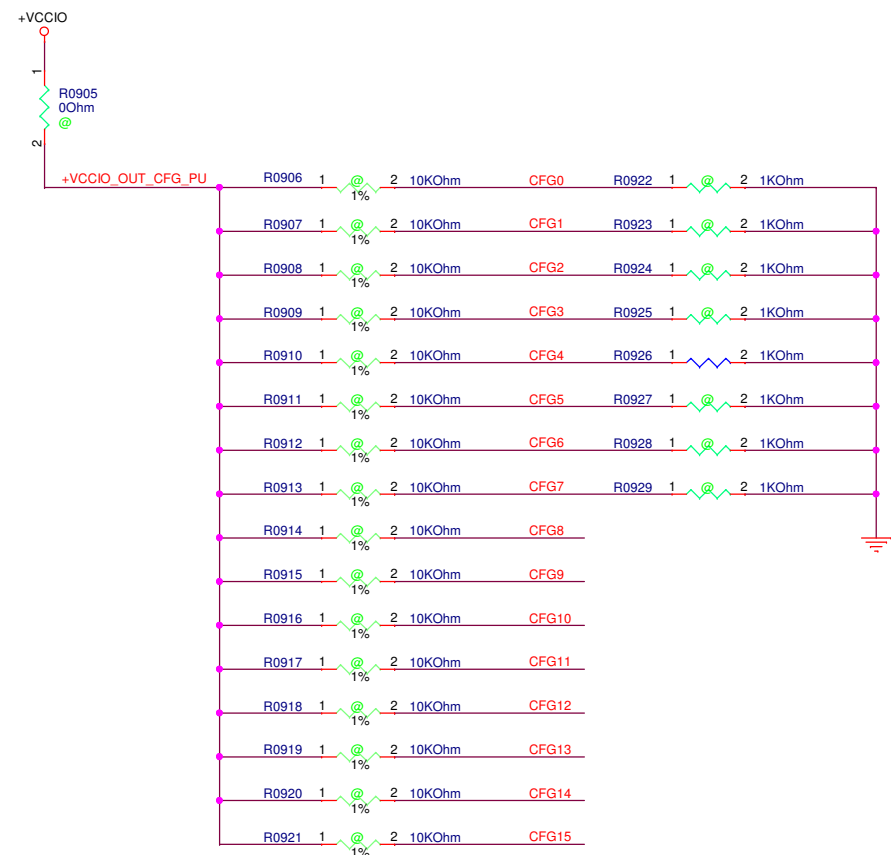 +VCCIO
1
R0905
0Ohm
@
2
+VCCIO_OUT_CFG_PU
R0906 1 @ 2 10KOhm CFG0 R0922 1 @ 2 1KOhm
1%
R0907 1 @ 2 10KOhm CFG1 R0923 1 @ 2 1KOhm
1%
R0908 1 @ 2 10KOhm CFG2 R0924 1 @ 2 1KOhm
1%
R0909 1 @ 2 10KOhm CFG3 R0925 1 @ 2 1KOhm
1%
R0910 1 @ 2 10KOhm CFG4 R0926 1 2 1KOhm
1%
R0911 1 @ 2 10KOhm CFG5 R0927 1 @ 2 1KOhm
1%
R0912 1 @ 2 10KOhm CFG6 R0928 1 @ 2 1KOhm
1%
R0913 1 @ 2 10KOhm CFG7 R0929 1 @ 2 1KOhm
1%
R0914 1 @ 2 10KOhm CFG8
1%
R0915 1 @ 2 10KOhm CFG9
1%
R0916 1 @ 2 10KOhm CFG10
1%
R0917 1 @ 2 10KOhm CFG11
1%
R0918 1 @ 2 10KOhm CFG12
1%
R0919 1 @ 2 10KOhm CFG13
1%
R0920 1 @ 2 10KOhm CFG14
1%
R0921 1 @ 2 10KOhm CFG15
1%